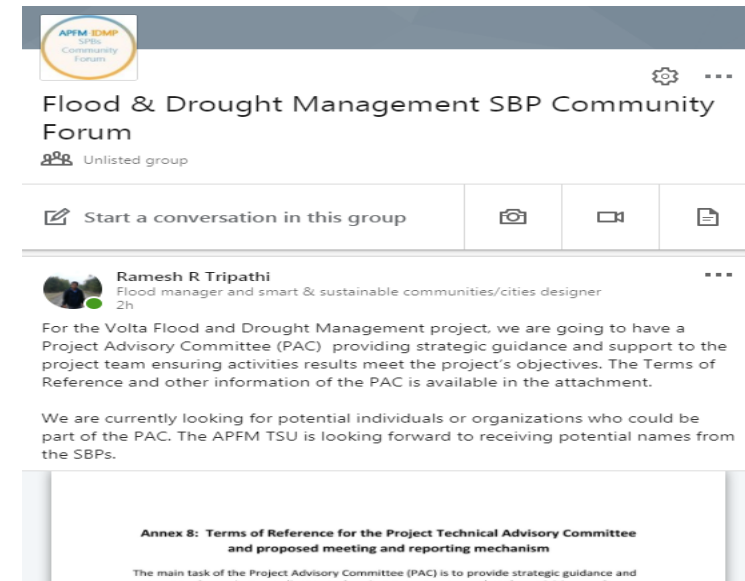 APFM IDMP
SPBs
Community
Forum
Flood & Drought Management SBP Community
Forum
Unlisted group
Start a conversation in this group
Ramesh R Tripathi
Flood manager and smart & sustainable communities/cities designer
2h
For the Volta Flood and Drought Management project, we are going to have a
Project Advisory Committee (PAC)  providing strategic guidance and support to the
project team ensuring activities results meet the project's objectives. The Terms of
Reference and other information of the PAC is available in the attachment.
We are currently looking for potential individuals or organizations who could be
part of the PAC. The APFM TSU is looking forward to receiving potential names from
the SBPs.
Annex 8:  Terms of Reference for the Project Technical Advisory Committee
and proposed meeting and reporting mechanism
The main task of the Project Advisory Committee (PAC) is to provide strategic guidance and